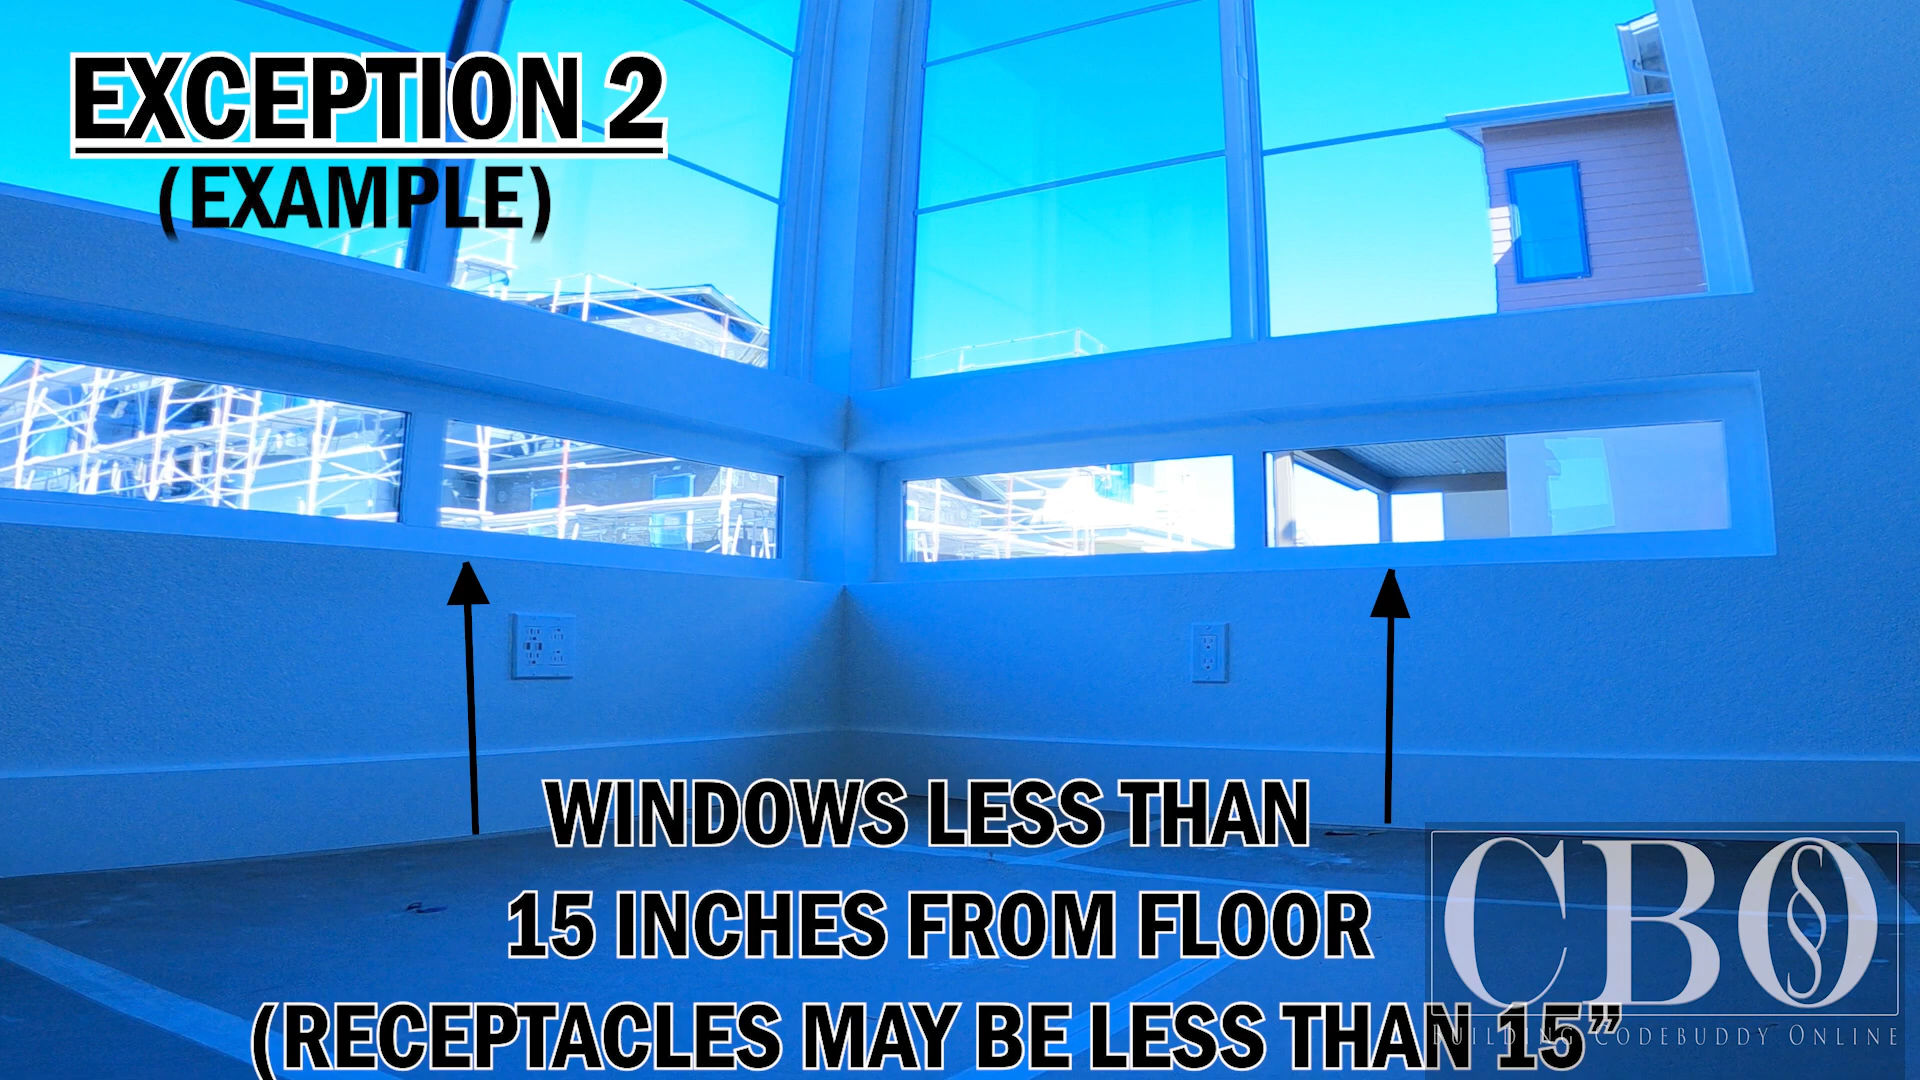 EXCEPTION 2
(EXAMPLE)
WINDOWS LESS THAN
15 INCHES FROM FLOOR
(RECEPTACLES MAY BE LESS THAN 15”
CBO
BUILDING CODEBUDDY ONLINE